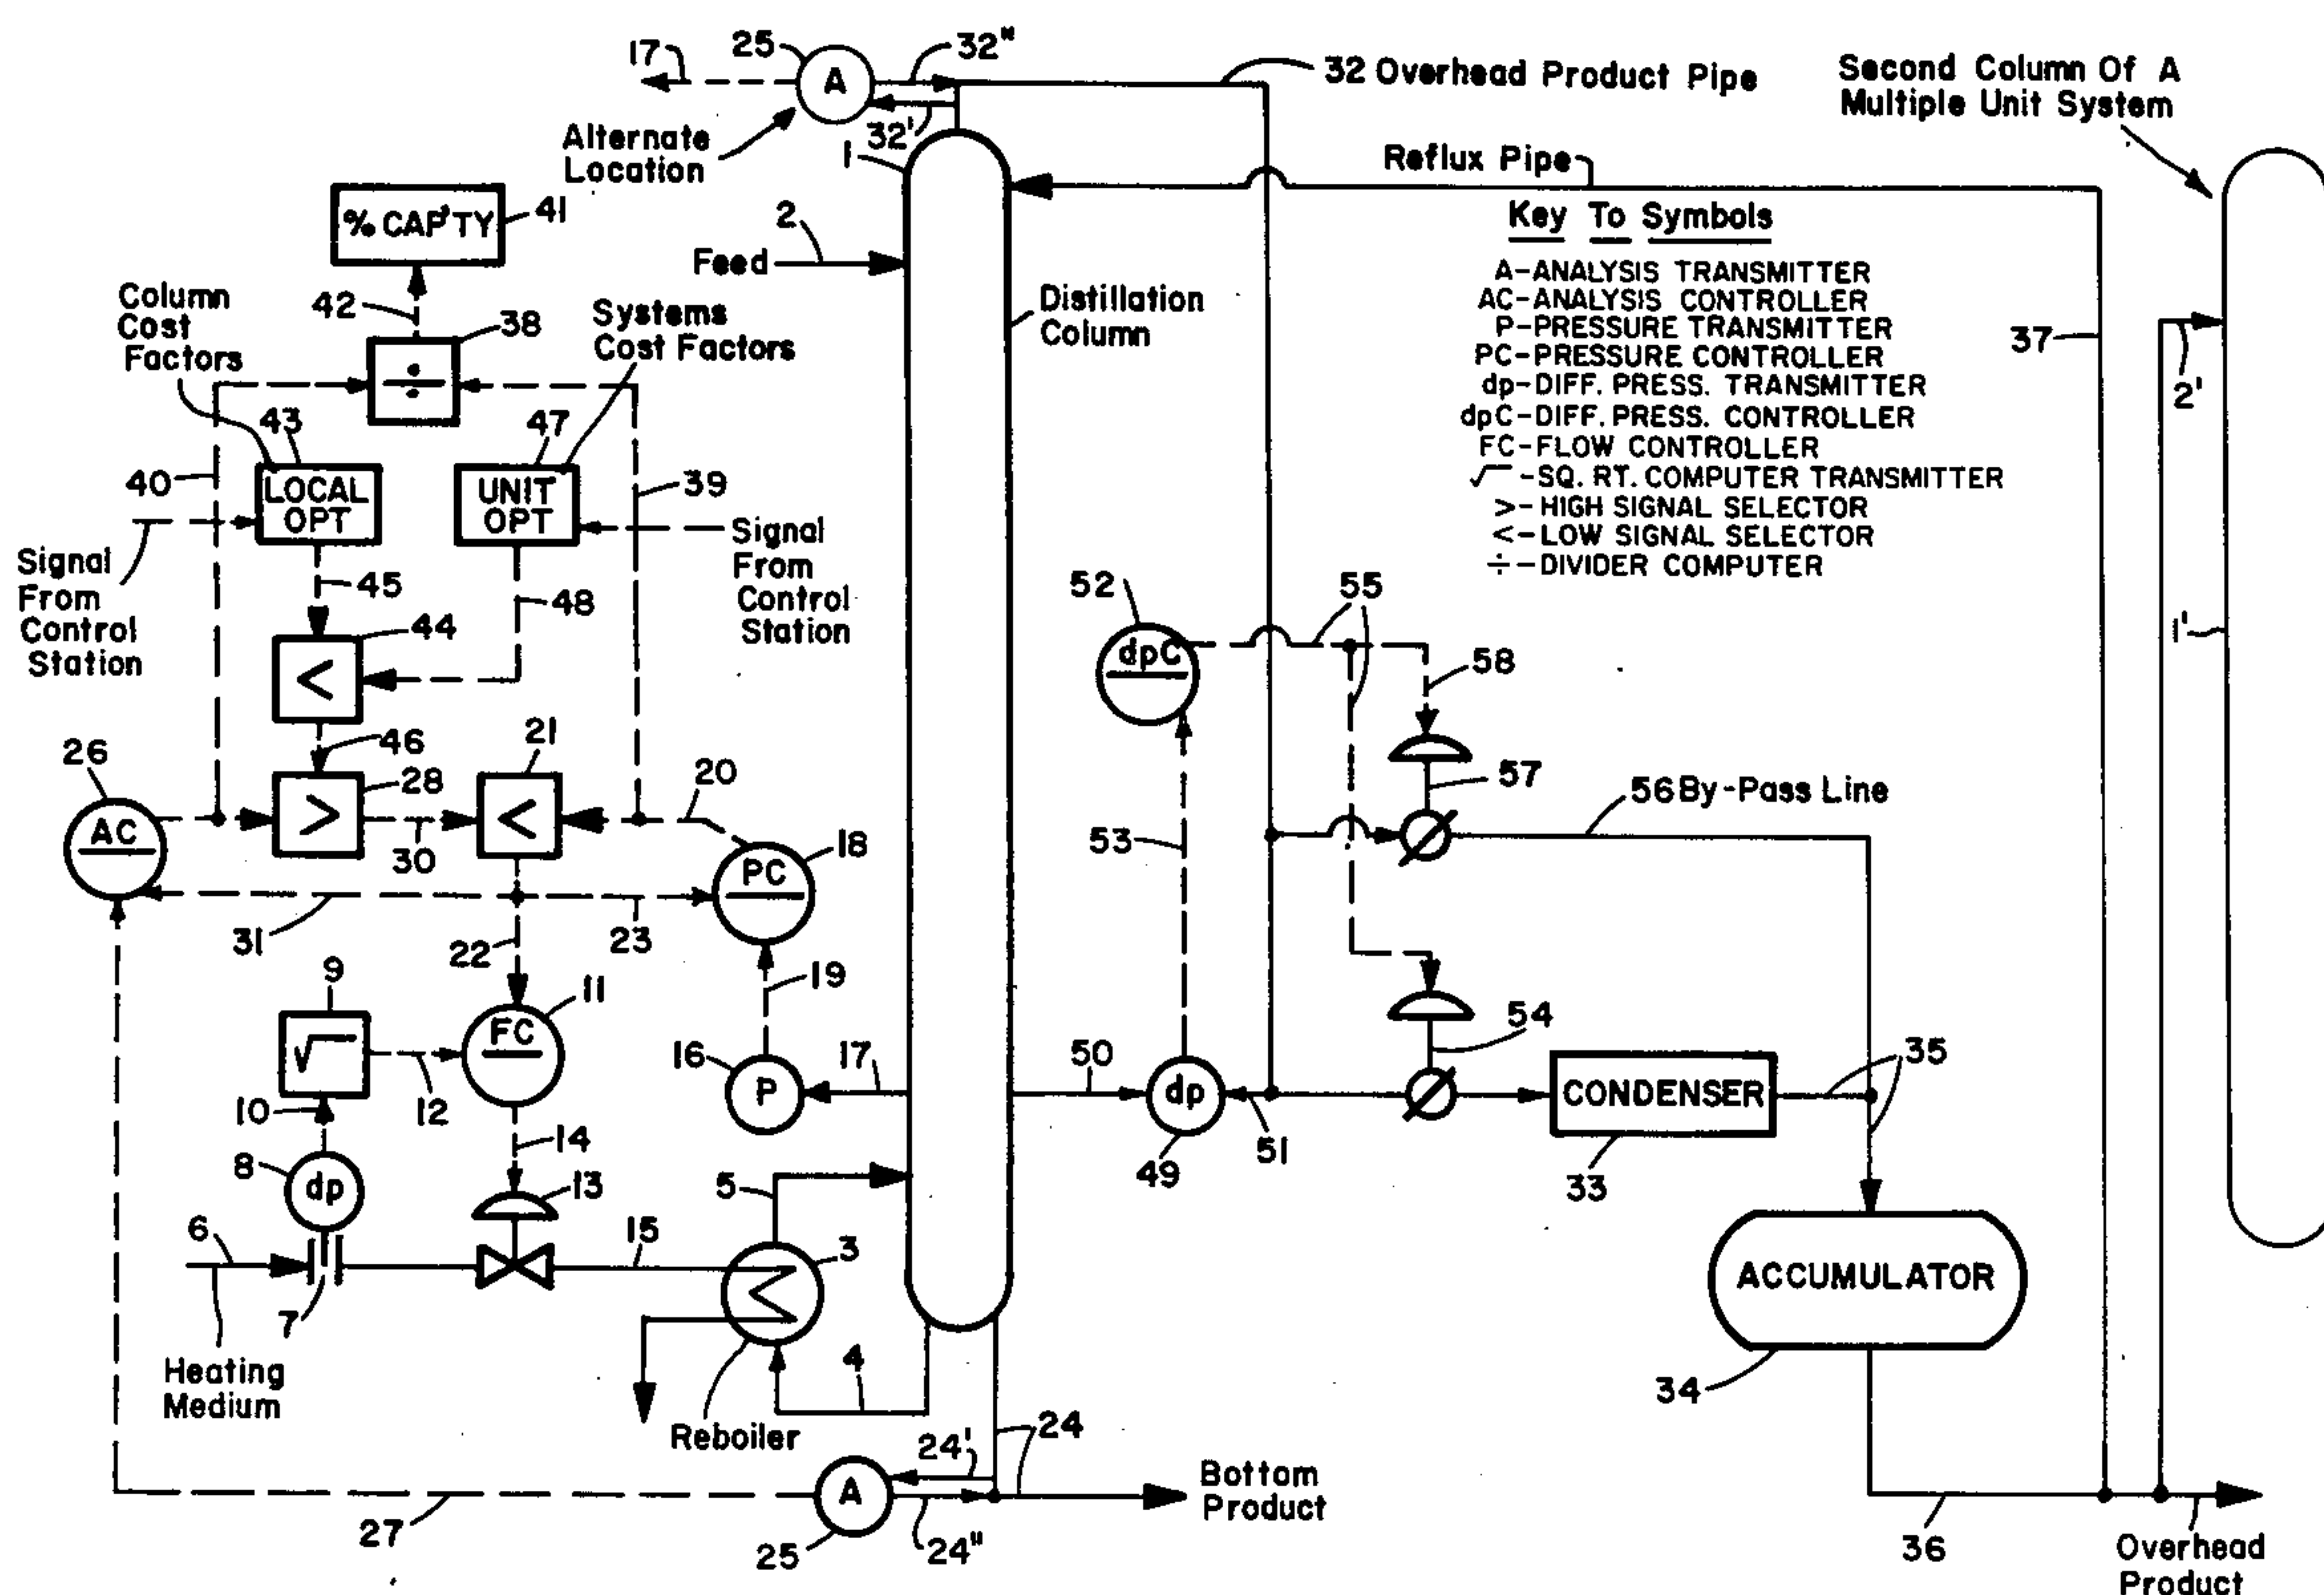 17
25
A
32"
32 Overhead Product Pipe
Second Column Of A
Multiple Unit System
Alternate
Location
32'
1
Reflux Pipe
% CAP'TY
41
2
Feed
Key To Symbols
A-ANALYSIS TRANSMITTER
AC-ANALYSIS CONTROLLER
P-PRESSURE TRANSMITTER
PC-PRESSURE CONTROLLER
dp-DIFF. PRESS. TRANSMITTER
dpC-DIFF. PRESS. CONTROLLER
FC-FLOW CONTROLLER
√ -SQ. RT. COMPUTER TRANSMITTER
>-HIGH SIGNAL SELECTOR
<-LOW SIGNAL SELECTOR
÷-DIVIDER COMPUTER
Column
Cost
Factors
42
38
÷
Systems
Cost Factors
Distillation
Column
37
2'
43
47
40
LOCAL
OPT
UNIT
OPT
39
Signal
From
Control
Station
Signal
From
Control
Station
45
48
44
<
52
dpC
55
58
1'
46
26
AC
28
>
21
<
20
30
PC
18
57
56 By-Pass Line
53
31
22
23
19
9
√
11
FC
54
16
P
17
50
dp
51
49
CONDENSER
35
33
10
12
14
8
dp
13
5
6
15
3
7
ACCUMULATOR
34
Heating
Medium
4
Reboiler
24'
24
A
25
24"
Bottom
Product
27
36
Overhead
Product